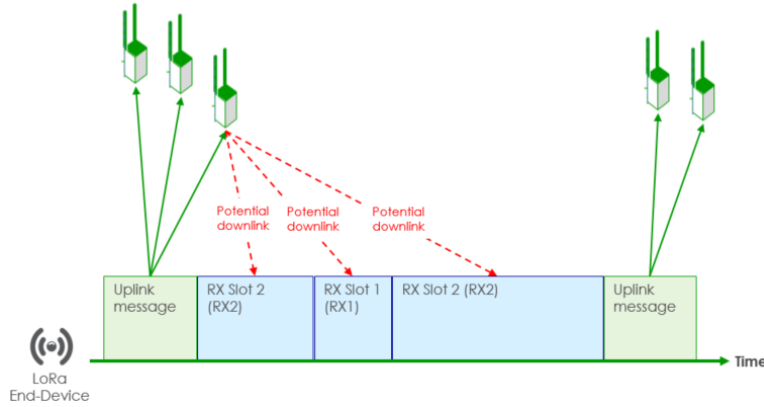 Potential
downlink
Potential
downlink
Potential
downlink
Uplink
message
RX Slot 2
(RX2)
RX Slot 1
(RX1)
RX Slot 2 (RX2)
Uplink
message
Time
LoRa
End-Device